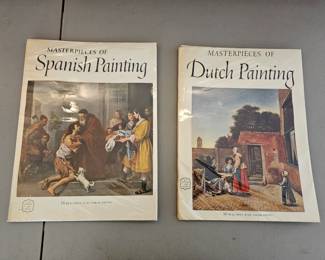 MASTERPIECES OF
Spanish Painting
MASTERPIECES OF
Dutch Painting